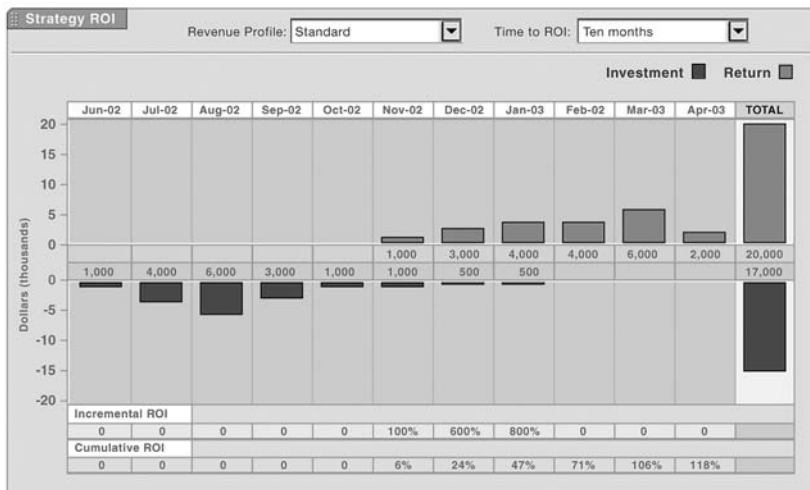 Strategy ROI
Revenue Profile: Standard Time to ROI: Ten months
Investment Return
Jun-02 Jul-02 Aug-02 Sep-02 Oct-02 Nov-02 Dec-02 Jan-03 Feb-02 Mar-03 Apr-03 TOTAL
20
15
10
5
0
1,000 3,000 4,000 4,000 6,000 2,000 20,000
1,000 4,000 6,000 3,000 1,000 1,000 500 500 17,000
0
-5
-10
-15
-20
Dollars (thousands)
Incremental ROI
0 0 0 0 0 100% 600% 800% 0 0 0
Cumulative ROI
0 0 0 0 0 6% 24% 47% 71% 106% 118%